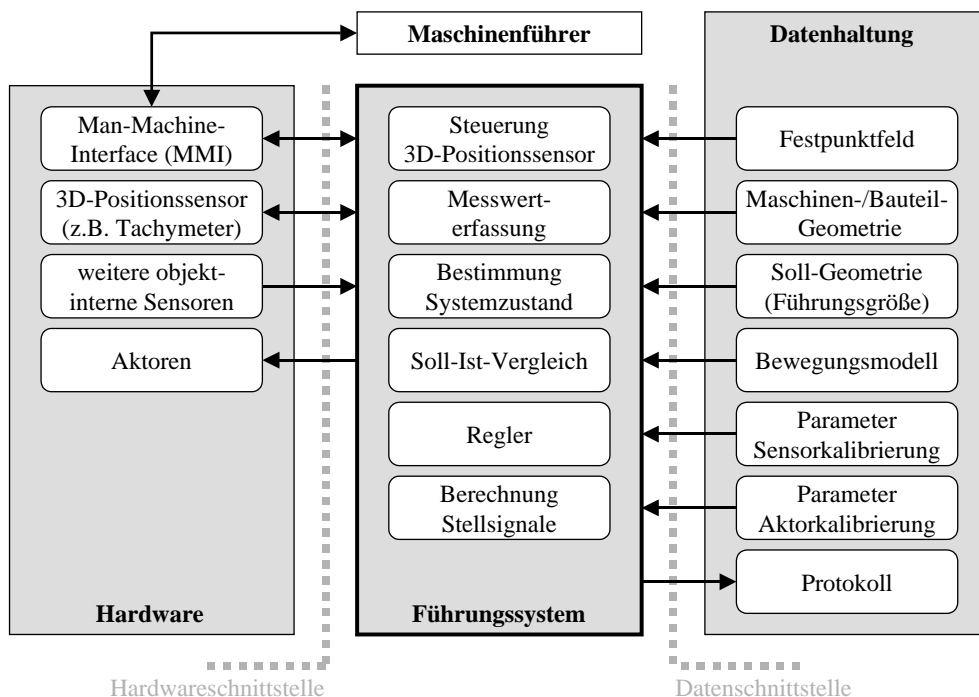 Maschinenführer
Datenhaltung
Man-Machine-
Interface (MMI)
3D-Positionssensor
(z.B. Tachymeter)
weitere objekt-
interne Sensoren
Aktoren
Hardware
Steuerung
3D-Positionssensor
Messwert-
erfassung
Bestimmung
Systemzustand
Soll-Ist-Vergleich
Regler
Berechnung
Stellsignale
Führungssystem
Festpunktfeld
Maschinen-/Bauteil-
Geometrie
Soll-Geometrie
(Führungsgröße)
Bewegungsmodell
Parameter
Sensorkalibrierung
Parameter
Aktorkalibrierung
Protokoll
Hardwareschnittstelle
Datenschnittstelle